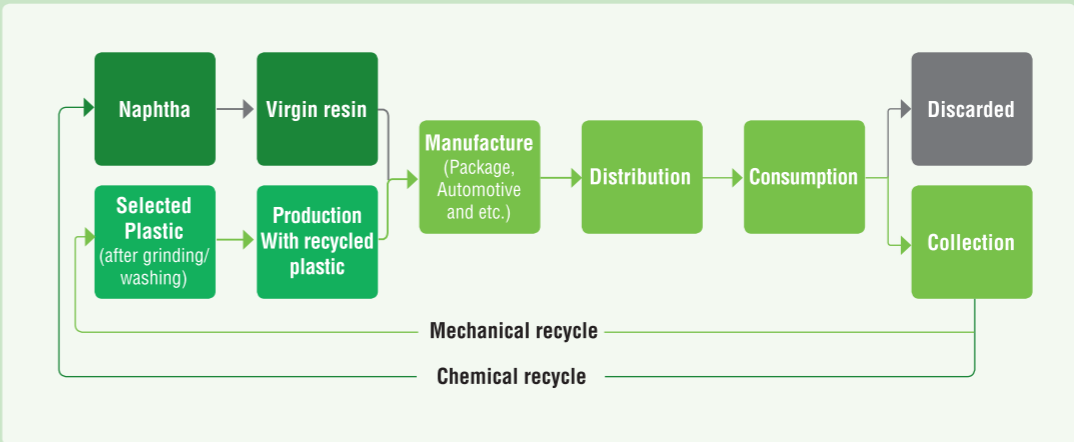 Naphtha
Virgin resin
Manufacture
(Package,
Automotive
and etc.)
Distribution
Consumption
Discarded
Selected
Plastic
(after grinding/
washing)
Production
With recycled
plastic
Collection
Mechanical recycle
Chemical recycle